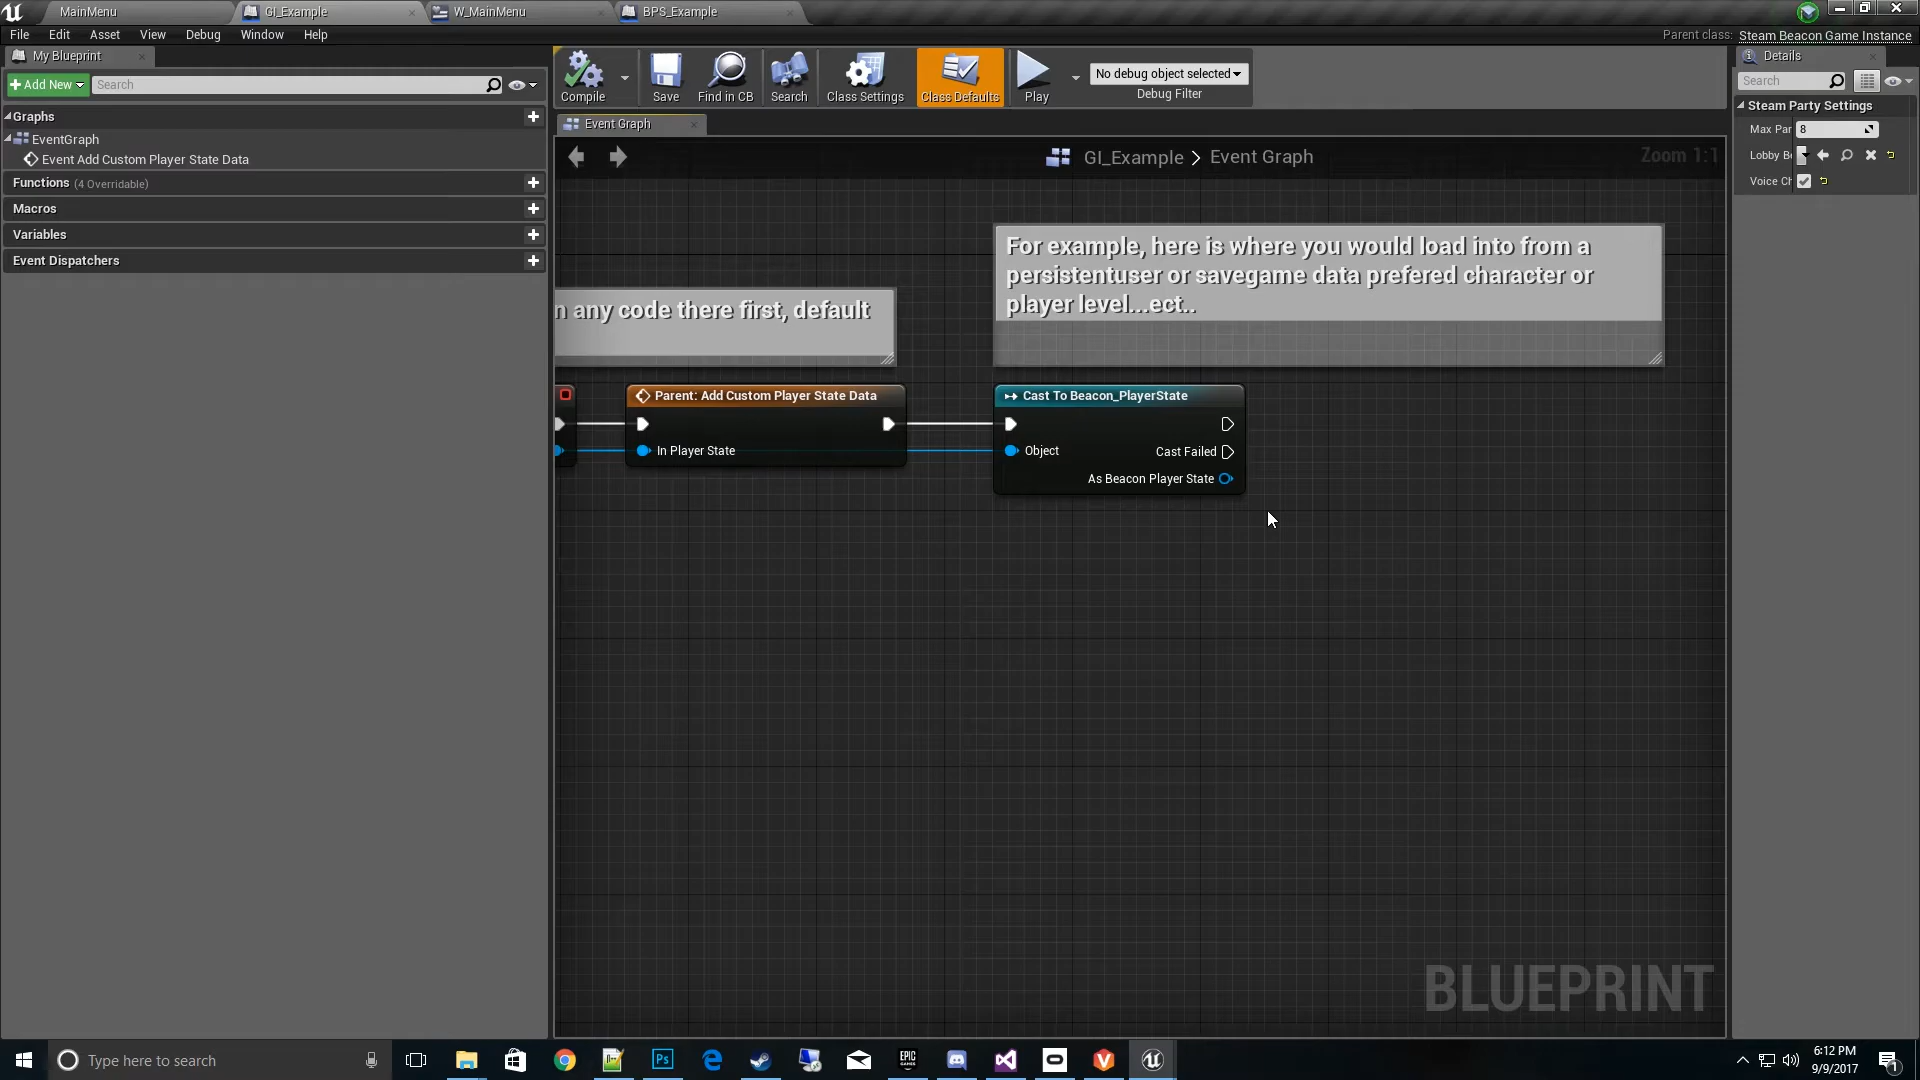 MainMenu
GI_Example
W_MainMenu
BPS_Example
File Edit Asset View Debug Window Help
Parent class: Steam Beacon Game Instance
My Blueprint
Add New
Search
Graphs
EventGraph
Event Add Custom Player State Data
Functions (4 Overridable)
Macros
Variables
Event Dispatchers
Compile
Save
Find in CB
Search
Class Settings
Class Defaults
Play
No debug object selected
Debug Filter
Event Graph
GI_Example > Event Graph
Zoom 1:1
n any code there first, default
For example, here is where you would load into from a
persistentuser or savegame data prefered character or
player level...ect..
Parent: Add Custom Player State Data
In Player State
Cast To Beacon_PlayerState
Object
Cast Failed
As Beacon Player State
BLUEPRINT
Details
Search
Steam Party Settings
Max Par 8
Lobby B
Voice Ch
Type here to search
Ps
EPIC
GAMES
6:12 PM
9/9/2017
1